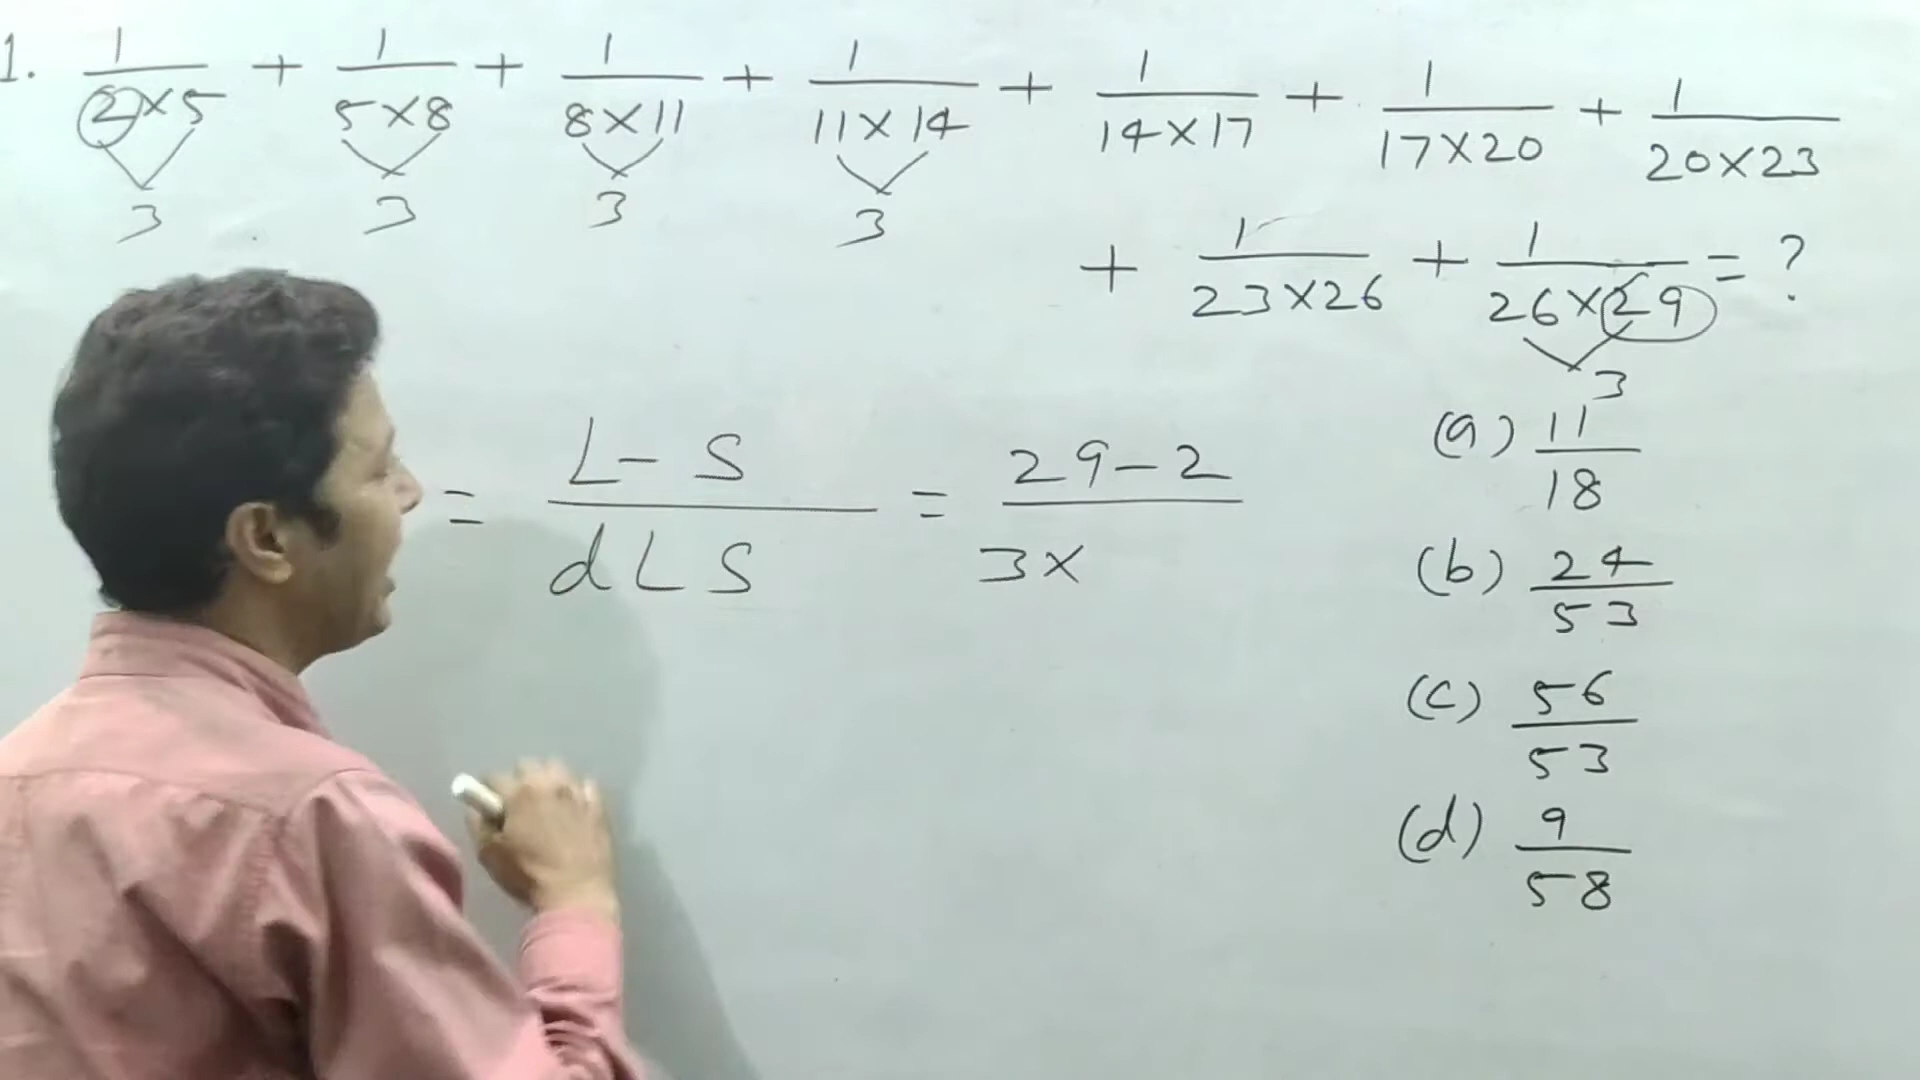 1. 1/(2×5) + 1/(5×8) + 1/(8×11) + 1/(11×14) + 1/(14×17) + 1/(17×20) + 1/(20×23)
3 3 3 3
+ 1/(23×26) + 1/(26×29) = ?
3
= (L-S)/(dLS) = (29-2)/(3×
(a) 11/18
(b) 24/53
(c) 56/53
(d) 9/58